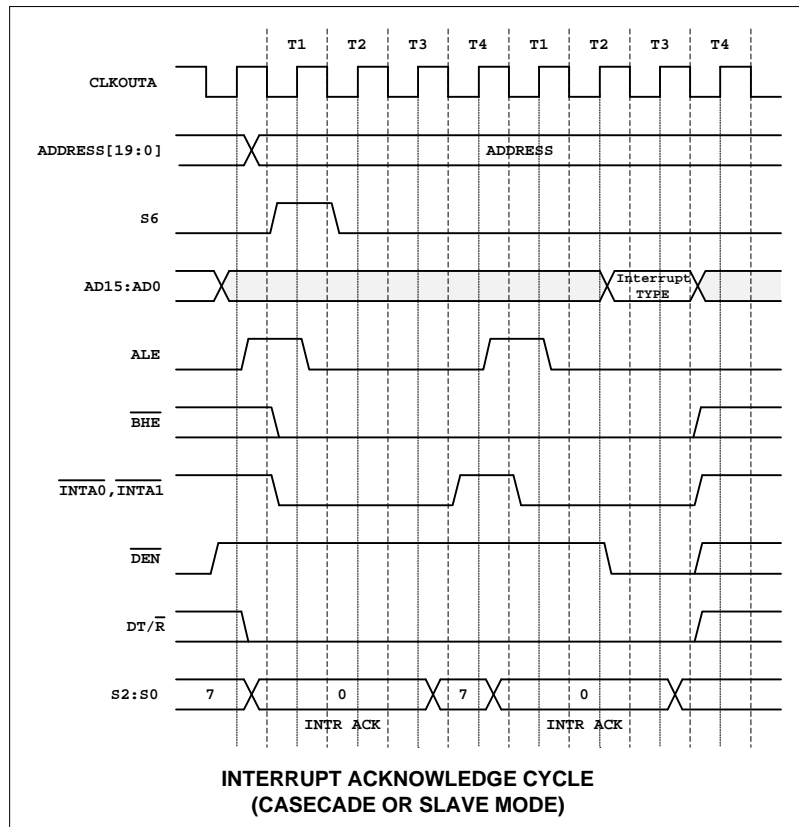 T1 T2 T3 T4 T1 T2 T3 T4
CLKOUTA
ADDRESS[19:0] ADDRESS
S6
AD15:AD0 Interrupt
TYPE
ALE
BHE
INTA0,INTA1
DEN
DT/R
S2:S0 7 0 7 0
INTR ACK INTR ACK
INTERRUPT ACKNOWLEDGE CYCLE
(CASECADE OR SLAVE MODE)